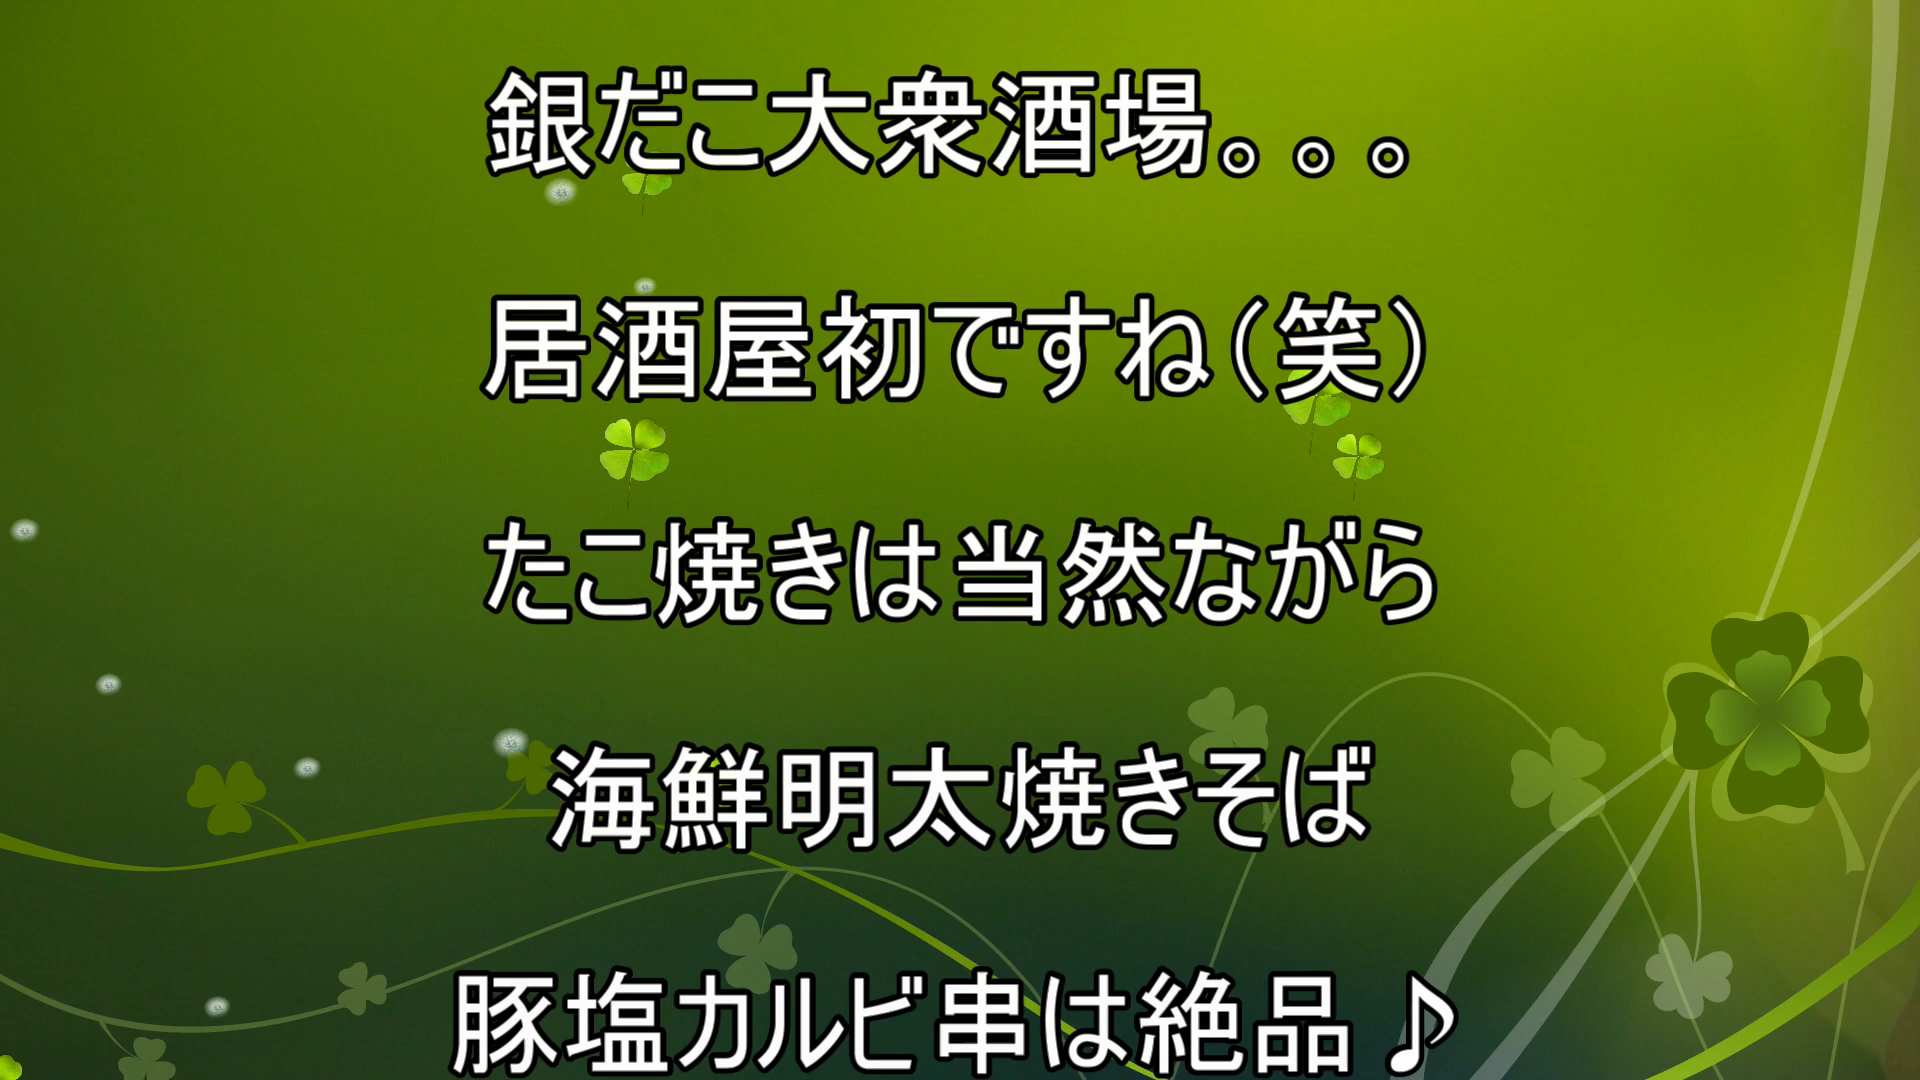 銀だこ大衆酒場。。。
居酒屋初ですね（笑）
たこ焼きは当然ながら
海鮮明太焼きそば
豚塩カルビ串は絶品♪